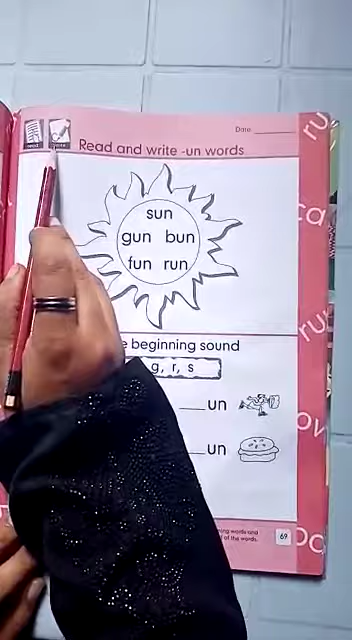 Date
Read and write -un words
sun
gun bun
fun run
e beginning sound
g, r, s
un
un
69